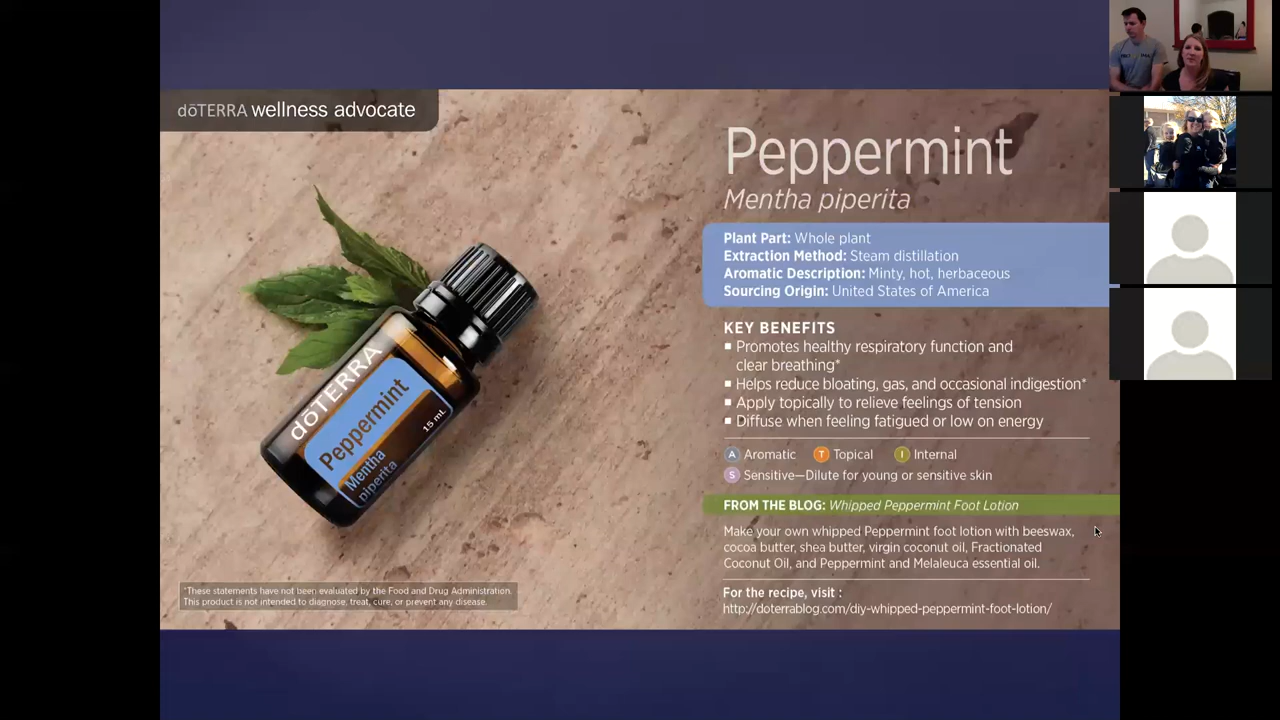 dōTERRA wellness advocate
Peppermint
Mentha piperita
Plant Part: Whole plant
Extraction Method: Steam distillation
Aromatic Description: Minty, hot, herbaceous
Sourcing Origin: United States of America
KEY BENEFITS
▪ Promotes healthy respiratory function and
clear breathing*
▪ Helps reduce bloating, gas, and occasional indigestion*
▪ Apply topically to relieve feelings of tension
▪ Diffuse when feeling fatigued or low on energy
A Aromatic T Topical I Internal
S Sensitive—Dilute for young or sensitive skin
FROM THE BLOG: Whipped Peppermint Foot Lotion
Make your own whipped Peppermint foot lotion with beeswax,
cocoa butter, shea butter, virgin coconut oil, Fractionated
Coconut Oil, and Peppermint and Melaleuca essential oil.
For the recipe, visit :
http://doterrablog.com/diy-whipped-peppermint-foot-lotion/
dōTERRA
Peppermint
Mentha
piperita
15 mL
*These statements have not been evaluated by the Food and Drug Administration.
This product is not intended to diagnose, treat, cure, or prevent any disease.